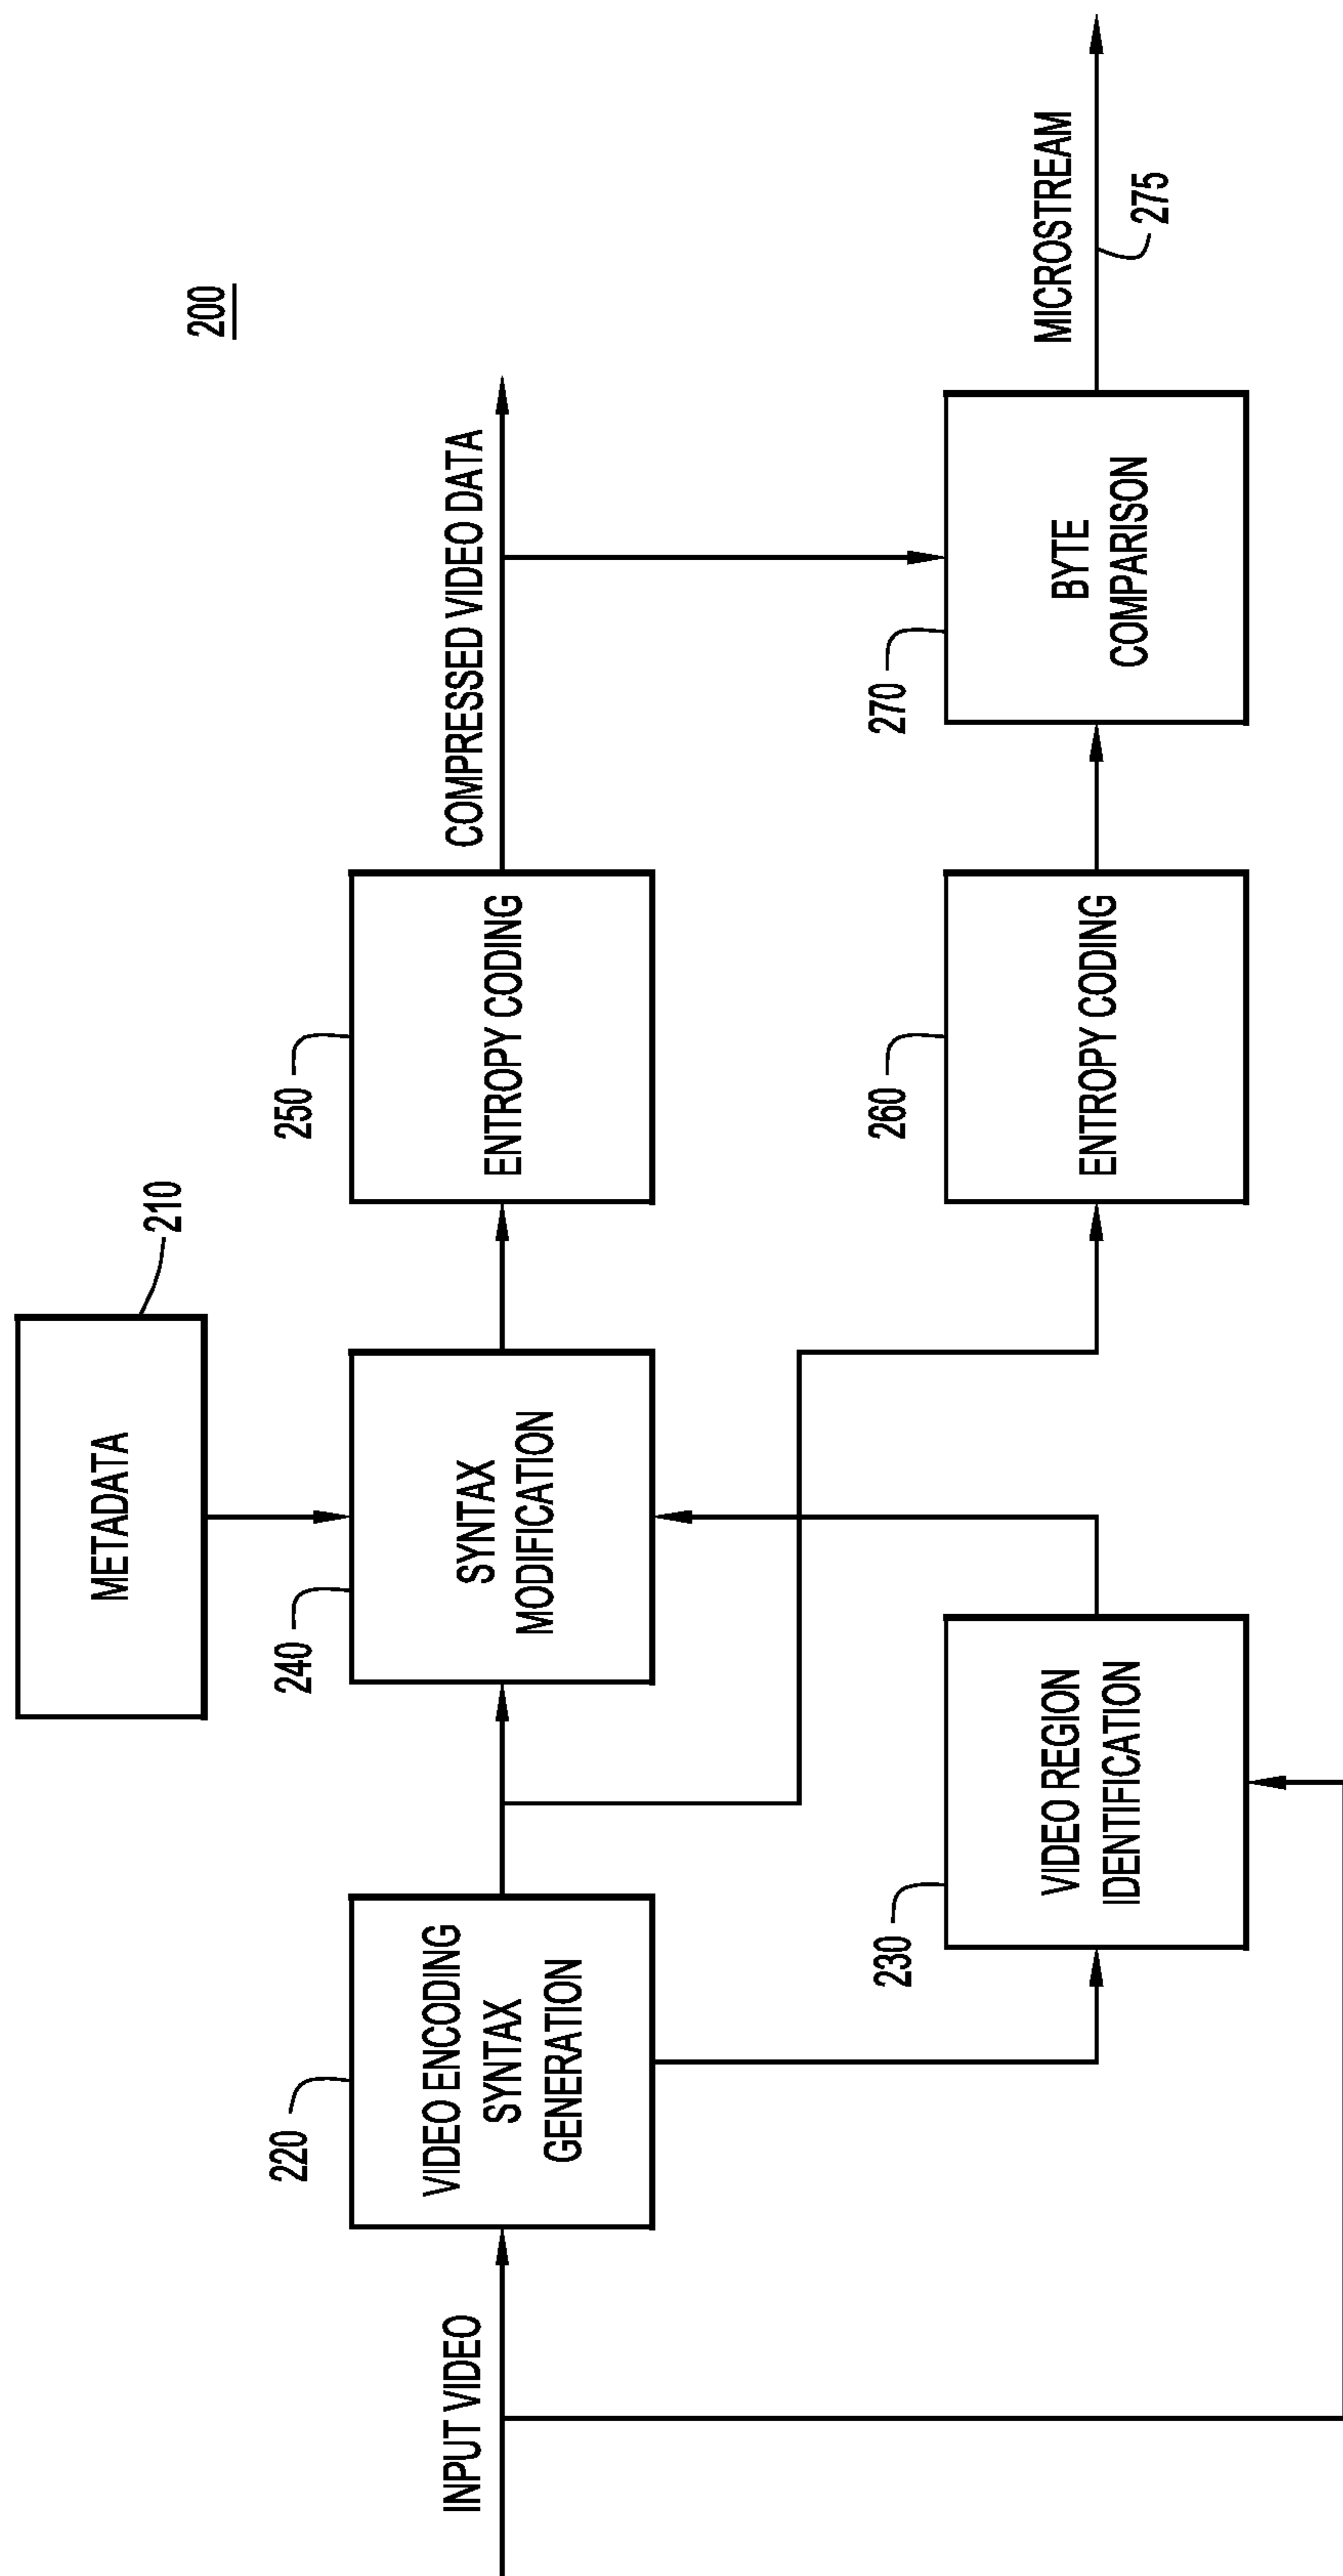 200
METADATA
210
INPUT VIDEO
220
VIDEO ENCODING
SYNTAX
GENERATION
240
SYNTAX
MODIFICATION
250
ENTROPY CODING
COMPRESSED VIDEO DATA
230
VIDEO REGION
IDENTIFICATION
260
ENTROPY CODING
270
BYTE
COMPARISON
MICROSTREAM
275